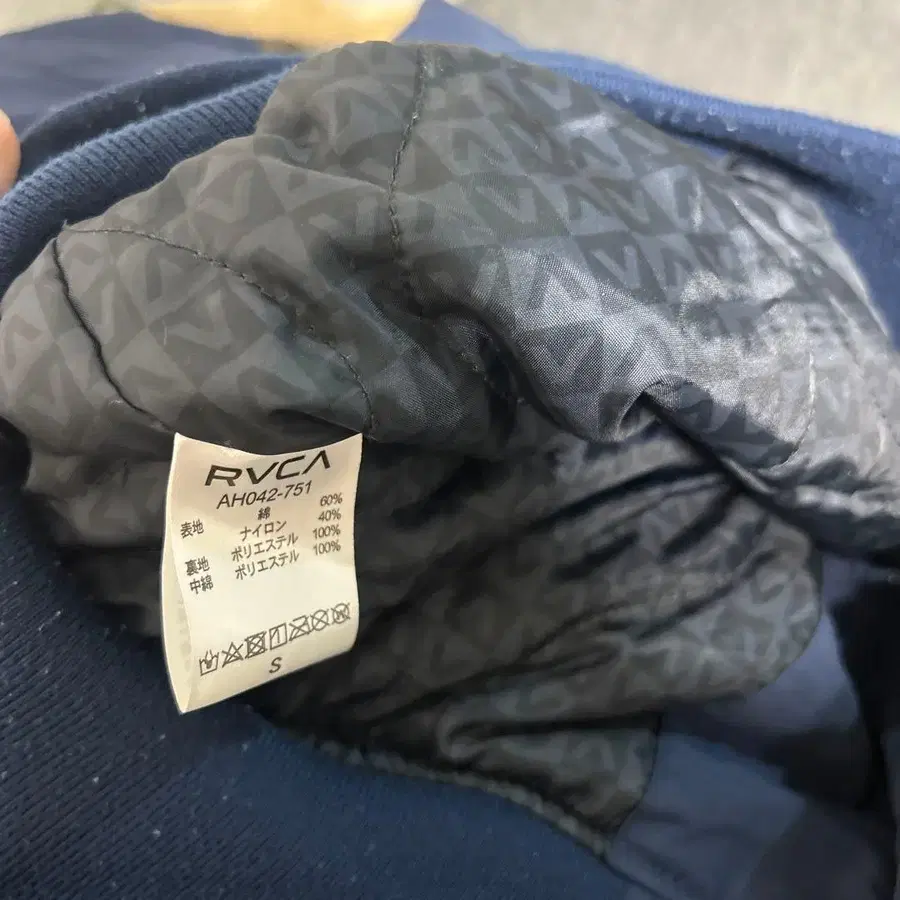 RVCA
AH042-751
表地 綿 60%
ナイロン 40%
裏地 ポリエステル 100%
中綿 ポリエステル 100%
S